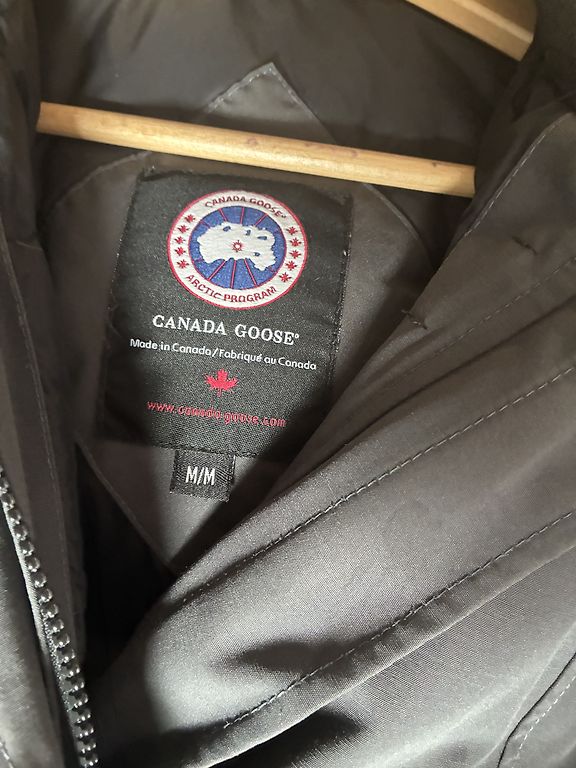 CANADA GOOSE®
ARCTIC PROGRAM
CANADA GOOSE®
Made in Canada/Fabriqué au Canada
www.canada-goose.com
M/M